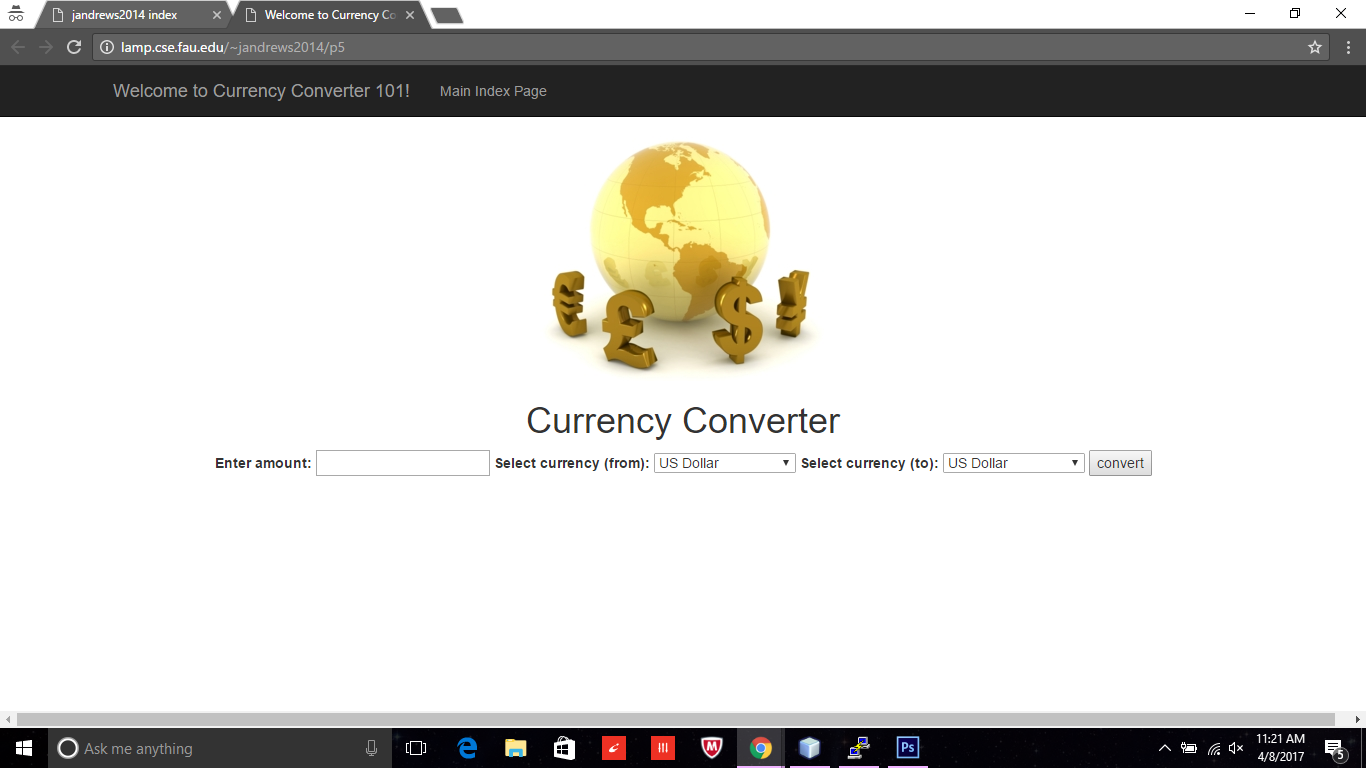 jandrews2014 index
Welcome to Currency Co
lamp.cse.fau.edu/~jandrews2014/p5
Welcome to Currency Converter 101! Main Index Page
€ £ $ ¥
Currency Converter
Enter amount: Select currency (from): US Dollar Select currency (to): US Dollar convert
Ask me anything
Ps
11:21 AM
4/8/2017
5